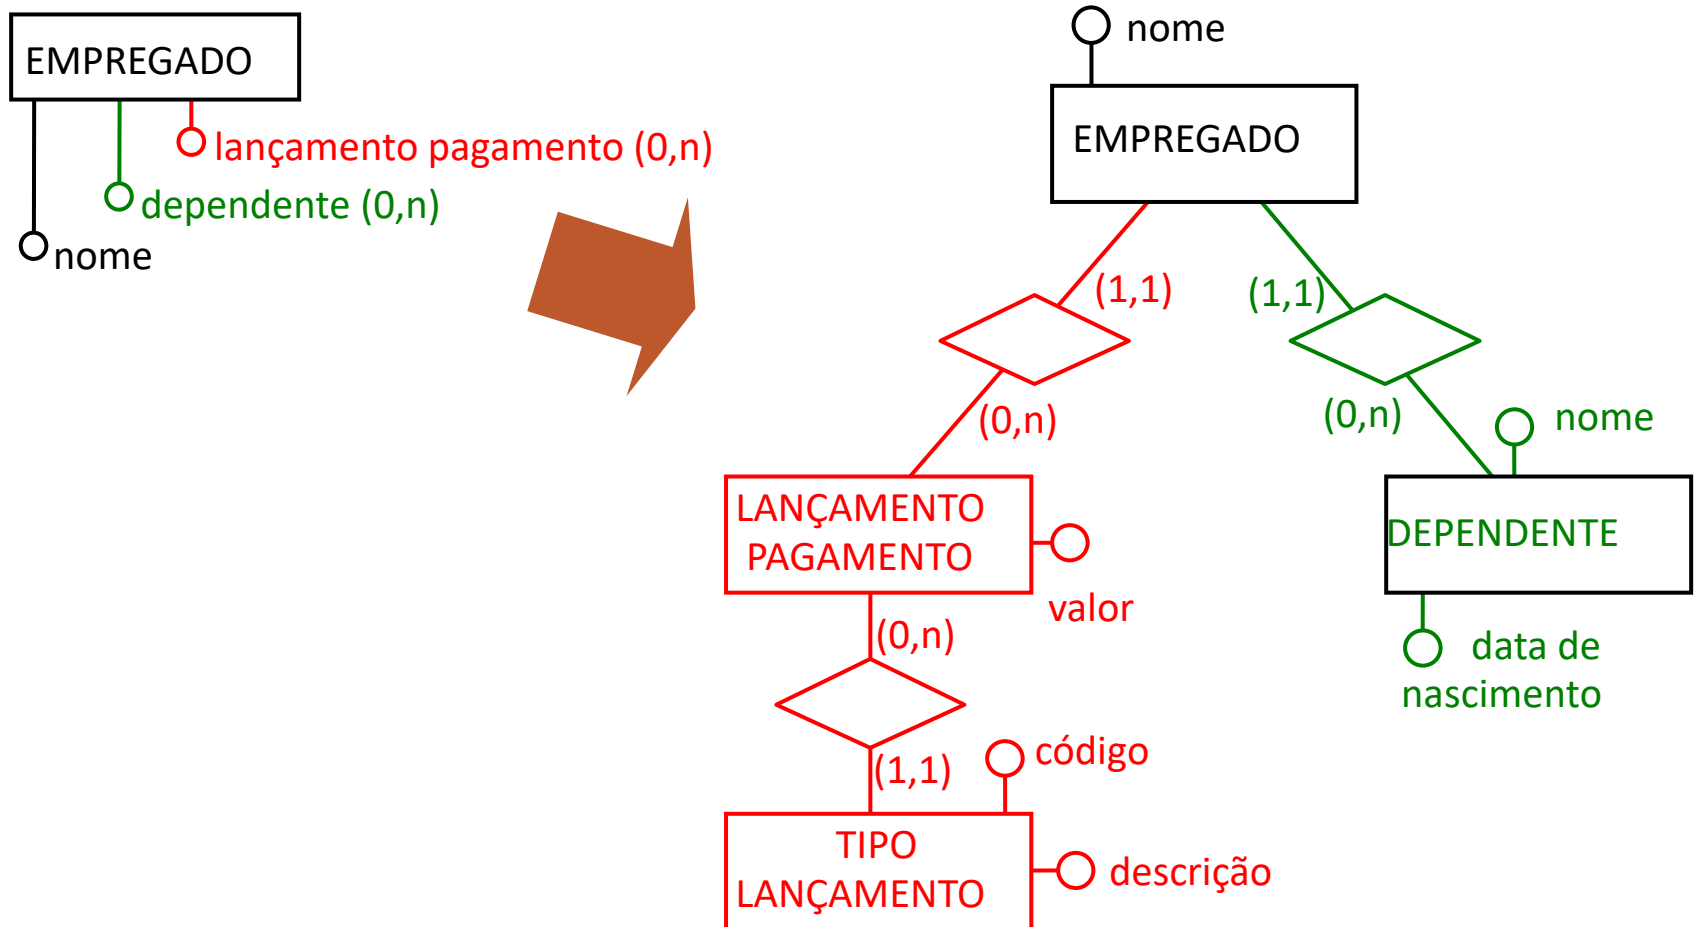 EMPREGADO
lançamento pagamento (0,n)
dependente (0,n)
nome
nome
EMPREGADO
(1,1)
(1,1)
(0,n)
(0,n)
nome
LANÇAMENTO
PAGAMENTO
valor
DEPENDENTE
data de
nascimento
(0,n)
(1,1)
código
TIPO
LANÇAMENTO
descrição